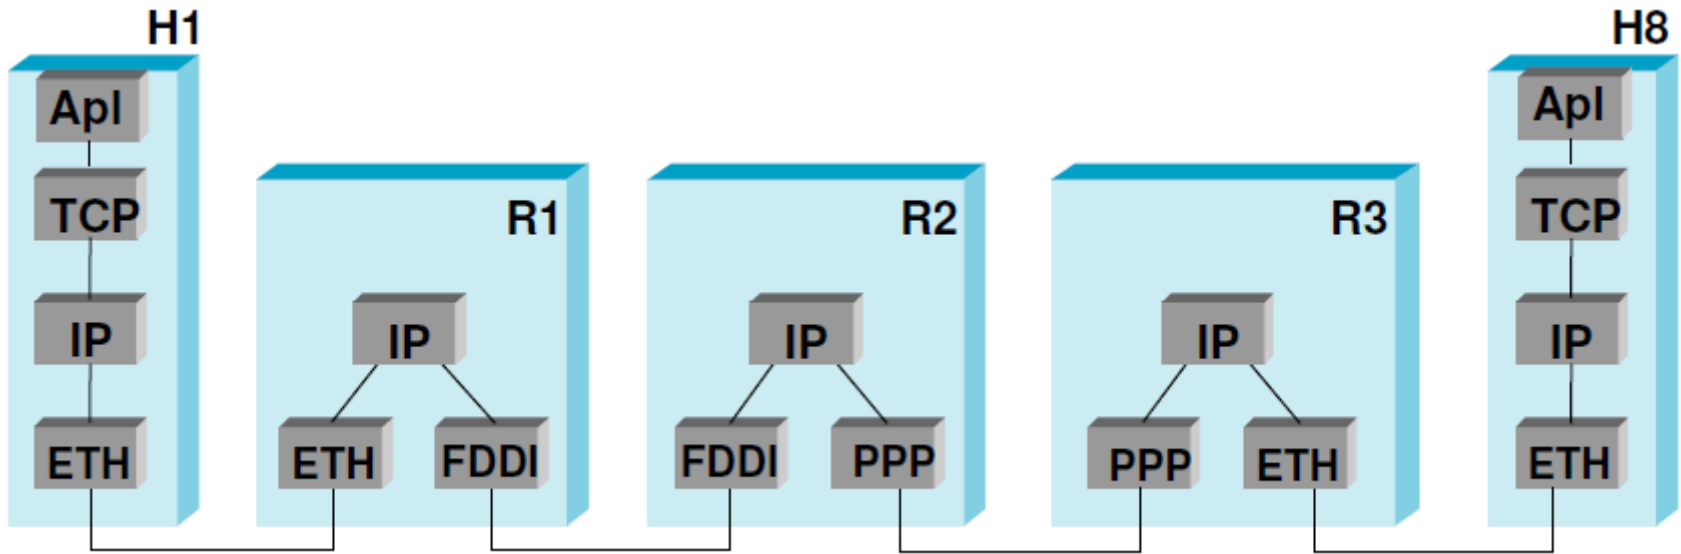 H1
Apl
TCP
IP
ETH
R1
IP
ETH
FDDI
R2
IP
FDDI
PPP
R3
IP
PPP
ETH
H8
Apl
TCP
IP
ETH